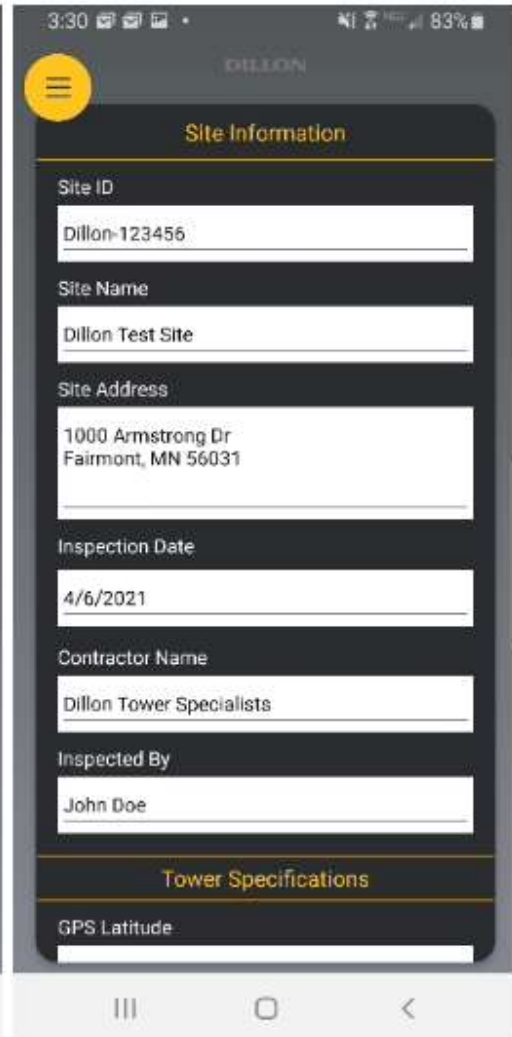 3:30
83%
DILLON
Site Information
Site ID
Dillon-123456
Site Name
Dillon Test Site
Site Address
1000 Armstrong Dr
Fairmont, MN 56031
Inspection Date
4/6/2021
Contractor Name
Dillon Tower Specialists
Inspected By
John Doe
Tower Specifications
GPS Latitude